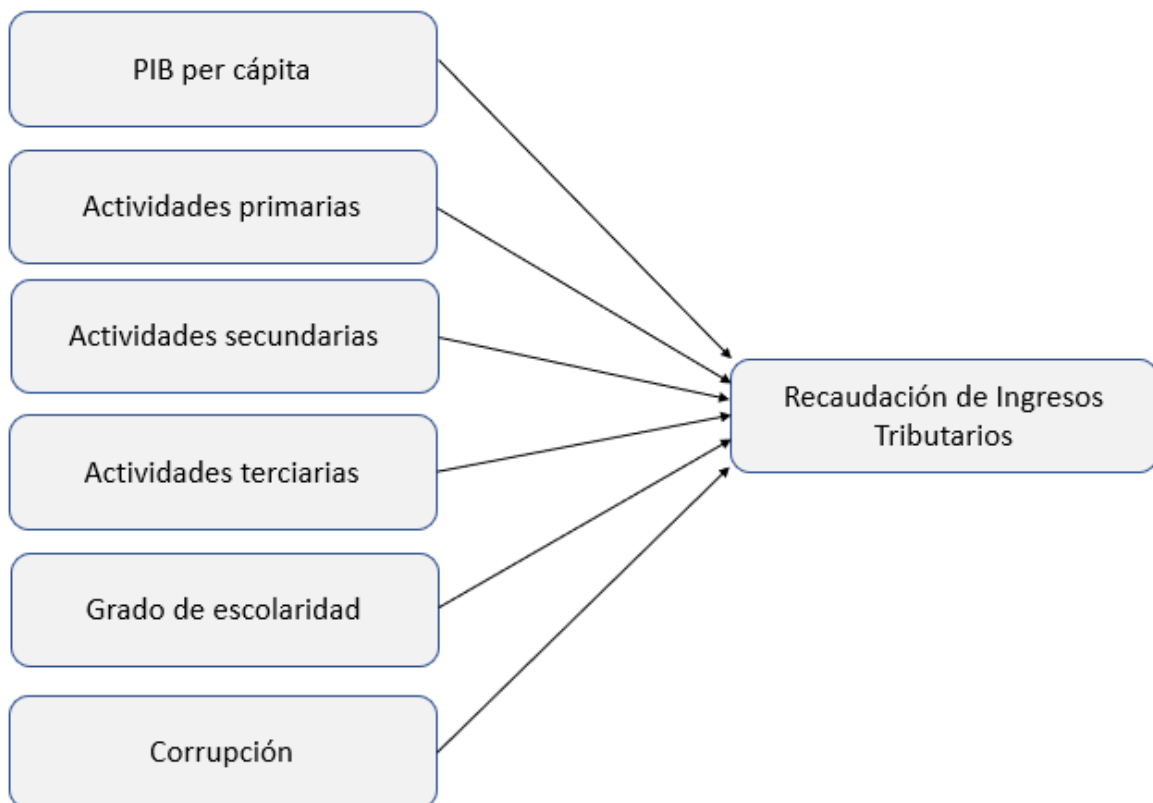 PIB per cápita
Actividades primarias
Actividades secundarias
Actividades terciarias
Grado de escolaridad
Corrupción
Recaudación de Ingresos
Tributarios